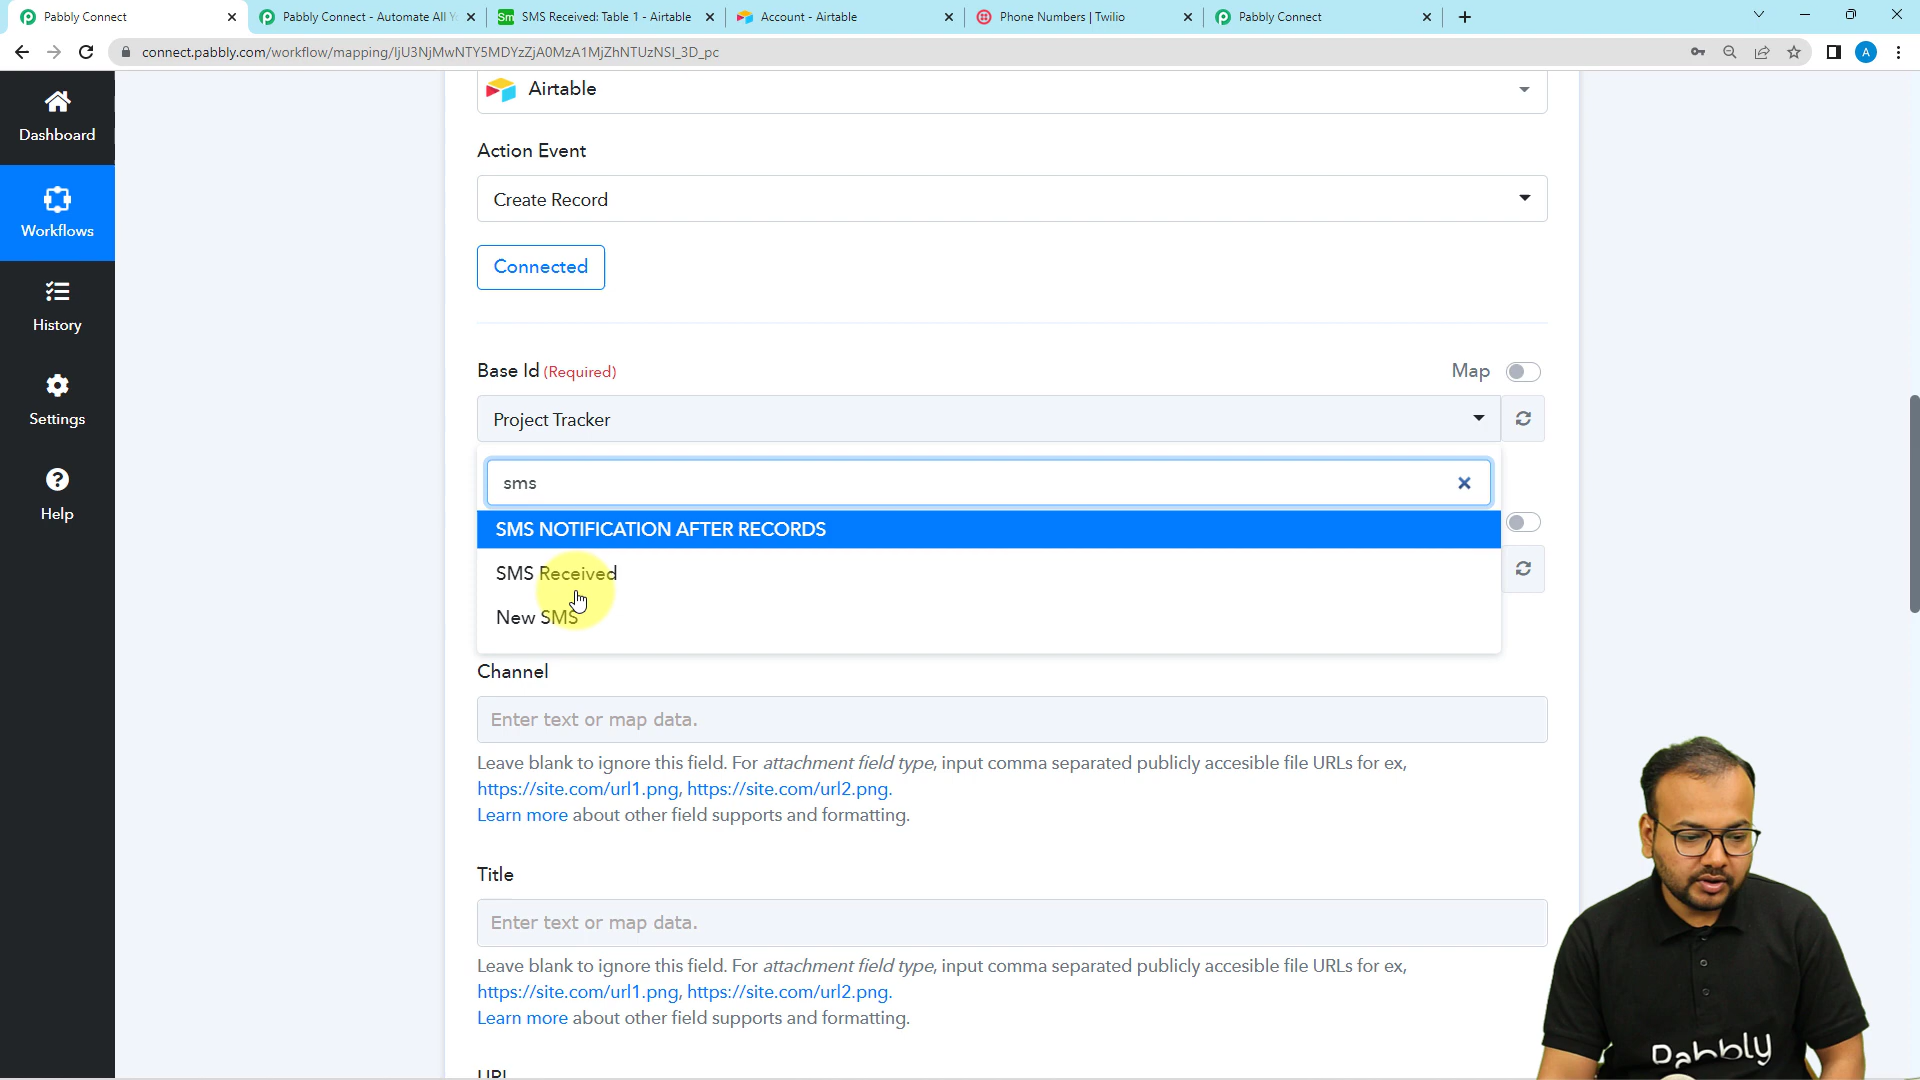 Pabbly Connect
Pabbly Connect - Automate All Y
SMS Received: Table 1 - Airtable
Account - Airtable
Phone Numbers | Twilio
Pabbly Connect
connect.pabbly.com/workflow/mapping/IjU3NjMwNTY5MDYzZjA0MzA1MjZhNTUzNSI_3D_pc
A
Dashboard
Workflows
History
Settings
Help
Airtable
Action Event
Create Record
Connected
Base Id (Required)
Map
Project Tracker
sms
SMS NOTIFICATION AFTER RECORDS
SMS Received
New SMS
Channel
Enter text or map data.
Leave blank to ignore this field. For attachment field type, input comma separated publicly accesible file URLs for ex,
https://site.com/url1.png, https://site.com/url2.png.
Learn more about other field supports and formatting.
Title
Enter text or map data.
Leave blank to ignore this field. For attachment field type, input comma separated publicly accesible file URLs for ex,
https://site.com/url1.png, https://site.com/url2.png.
Learn more about other field supports and formatting.
URL
Pabbly